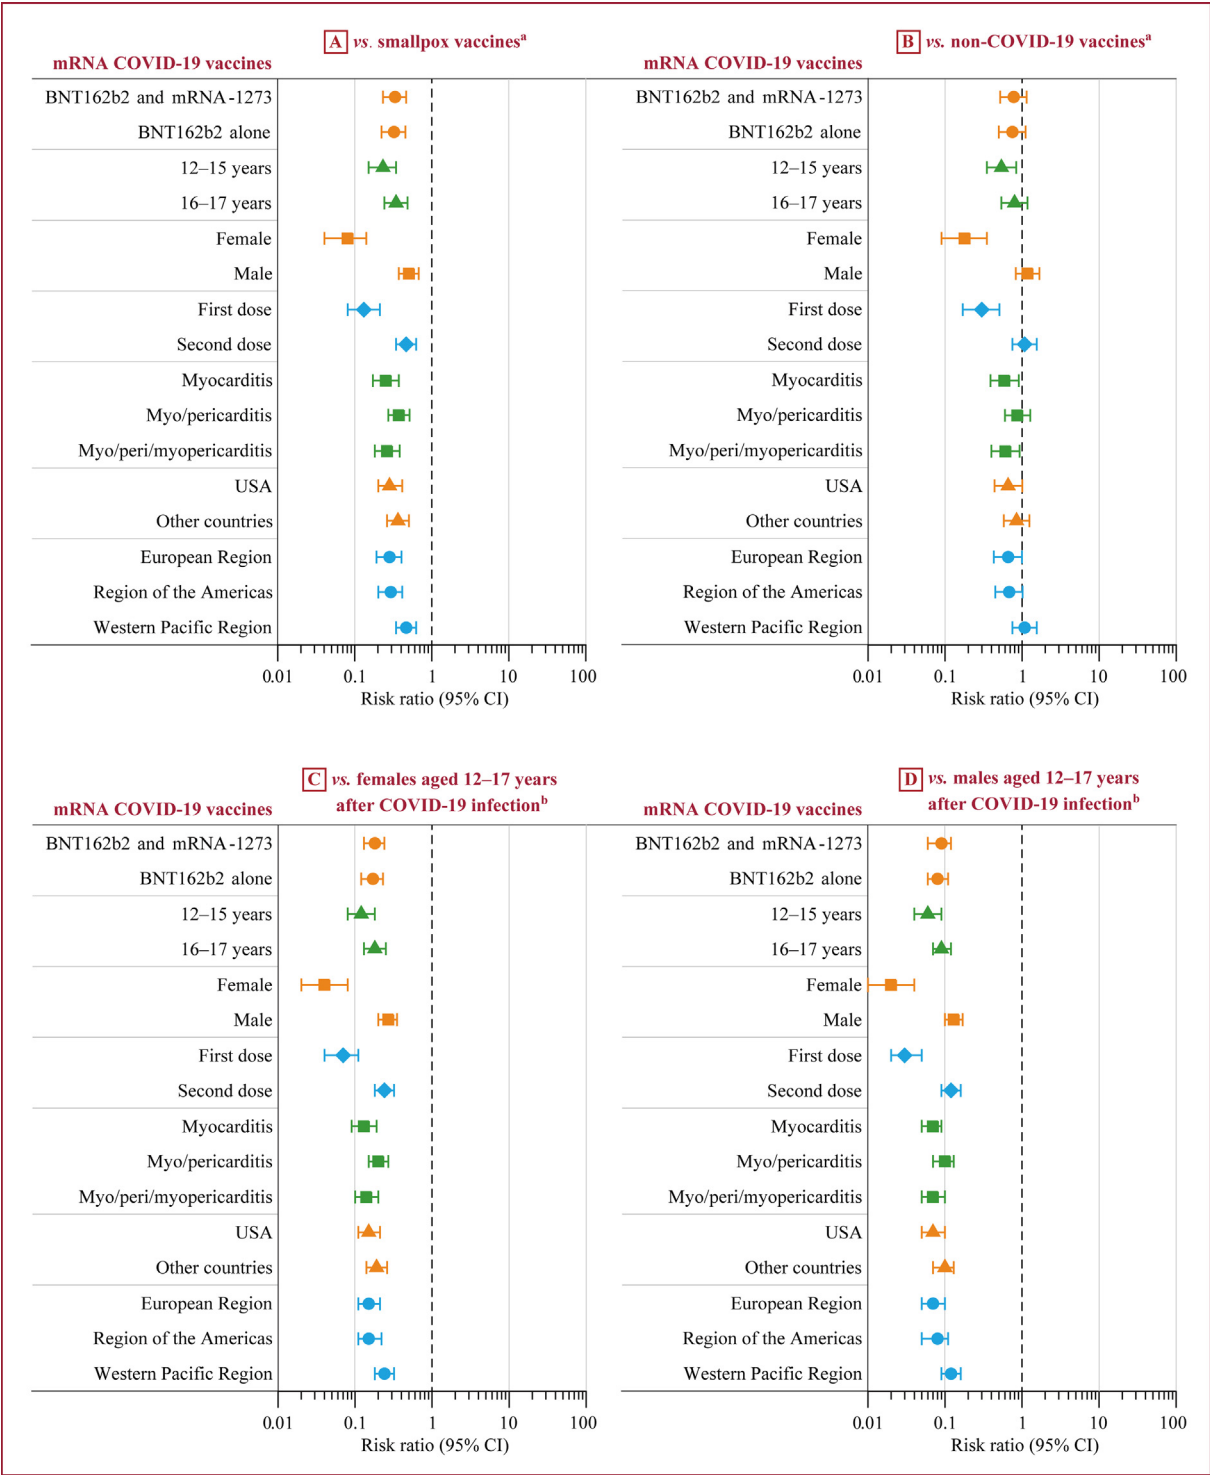 A vs. smallpox vaccinesᵃ
mRNA COVID-19 vaccines
BNT162b2 and mRNA-1273
BNT162b2 alone
12–15 years
16–17 years
Female
Male
First dose
Second dose
Myocarditis
Myo/pericarditis
Myo/peri/myopericarditis
USA
Other countries
European Region
Region of the Americas
Western Pacific Region
0.01 0.1 1 10 100
Risk ratio (95% CI)
B vs. non-COVID-19 vaccinesᵃ
mRNA COVID-19 vaccines
BNT162b2 and mRNA-1273
BNT162b2 alone
12–15 years
16–17 years
Female
Male
First dose
Second dose
Myocarditis
Myo/pericarditis
Myo/peri/myopericarditis
USA
Other countries
European Region
Region of the Americas
Western Pacific Region
0.01 0.1 1 10 100
Risk ratio (95% CI)
C vs. females aged 12–17 years
after COVID-19 infectionᵇ
mRNA COVID-19 vaccines
BNT162b2 and mRNA-1273
BNT162b2 alone
12–15 years
16–17 years
Female
Male
First dose
Second dose
Myocarditis
Myo/pericarditis
Myo/peri/myopericarditis
USA
Other countries
European Region
Region of the Americas
Western Pacific Region
0.01 0.1 1 10 100
Risk ratio (95% CI)
D vs. males aged 12–17 years
after COVID-19 infectionᵇ
mRNA COVID-19 vaccines
BNT162b2 and mRNA-1273
BNT162b2 alone
12–15 years
16–17 years
Female
Male
First dose
Second dose
Myocarditis
Myo/pericarditis
Myo/peri/myopericarditis
USA
Other countries
European Region
Region of the Americas
Western Pacific Region
0.01 0.1 1 10 100
Risk ratio (95% CI)